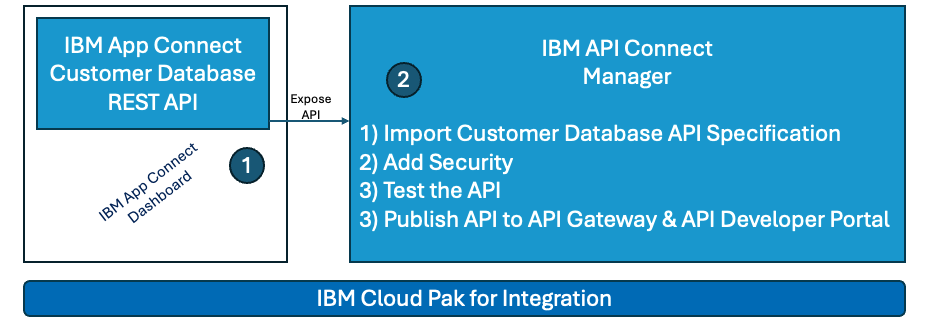 IBM App Connect
Customer Database
REST API
1
IBM App Connect
Dashboard
Expose
API
IBM API Connect
Manager
2
1) Import Customer Database API Specification
2) Add Security
3) Test the API
3) Publish API to API Gateway & API Developer Portal
IBM Cloud Pak for Integration